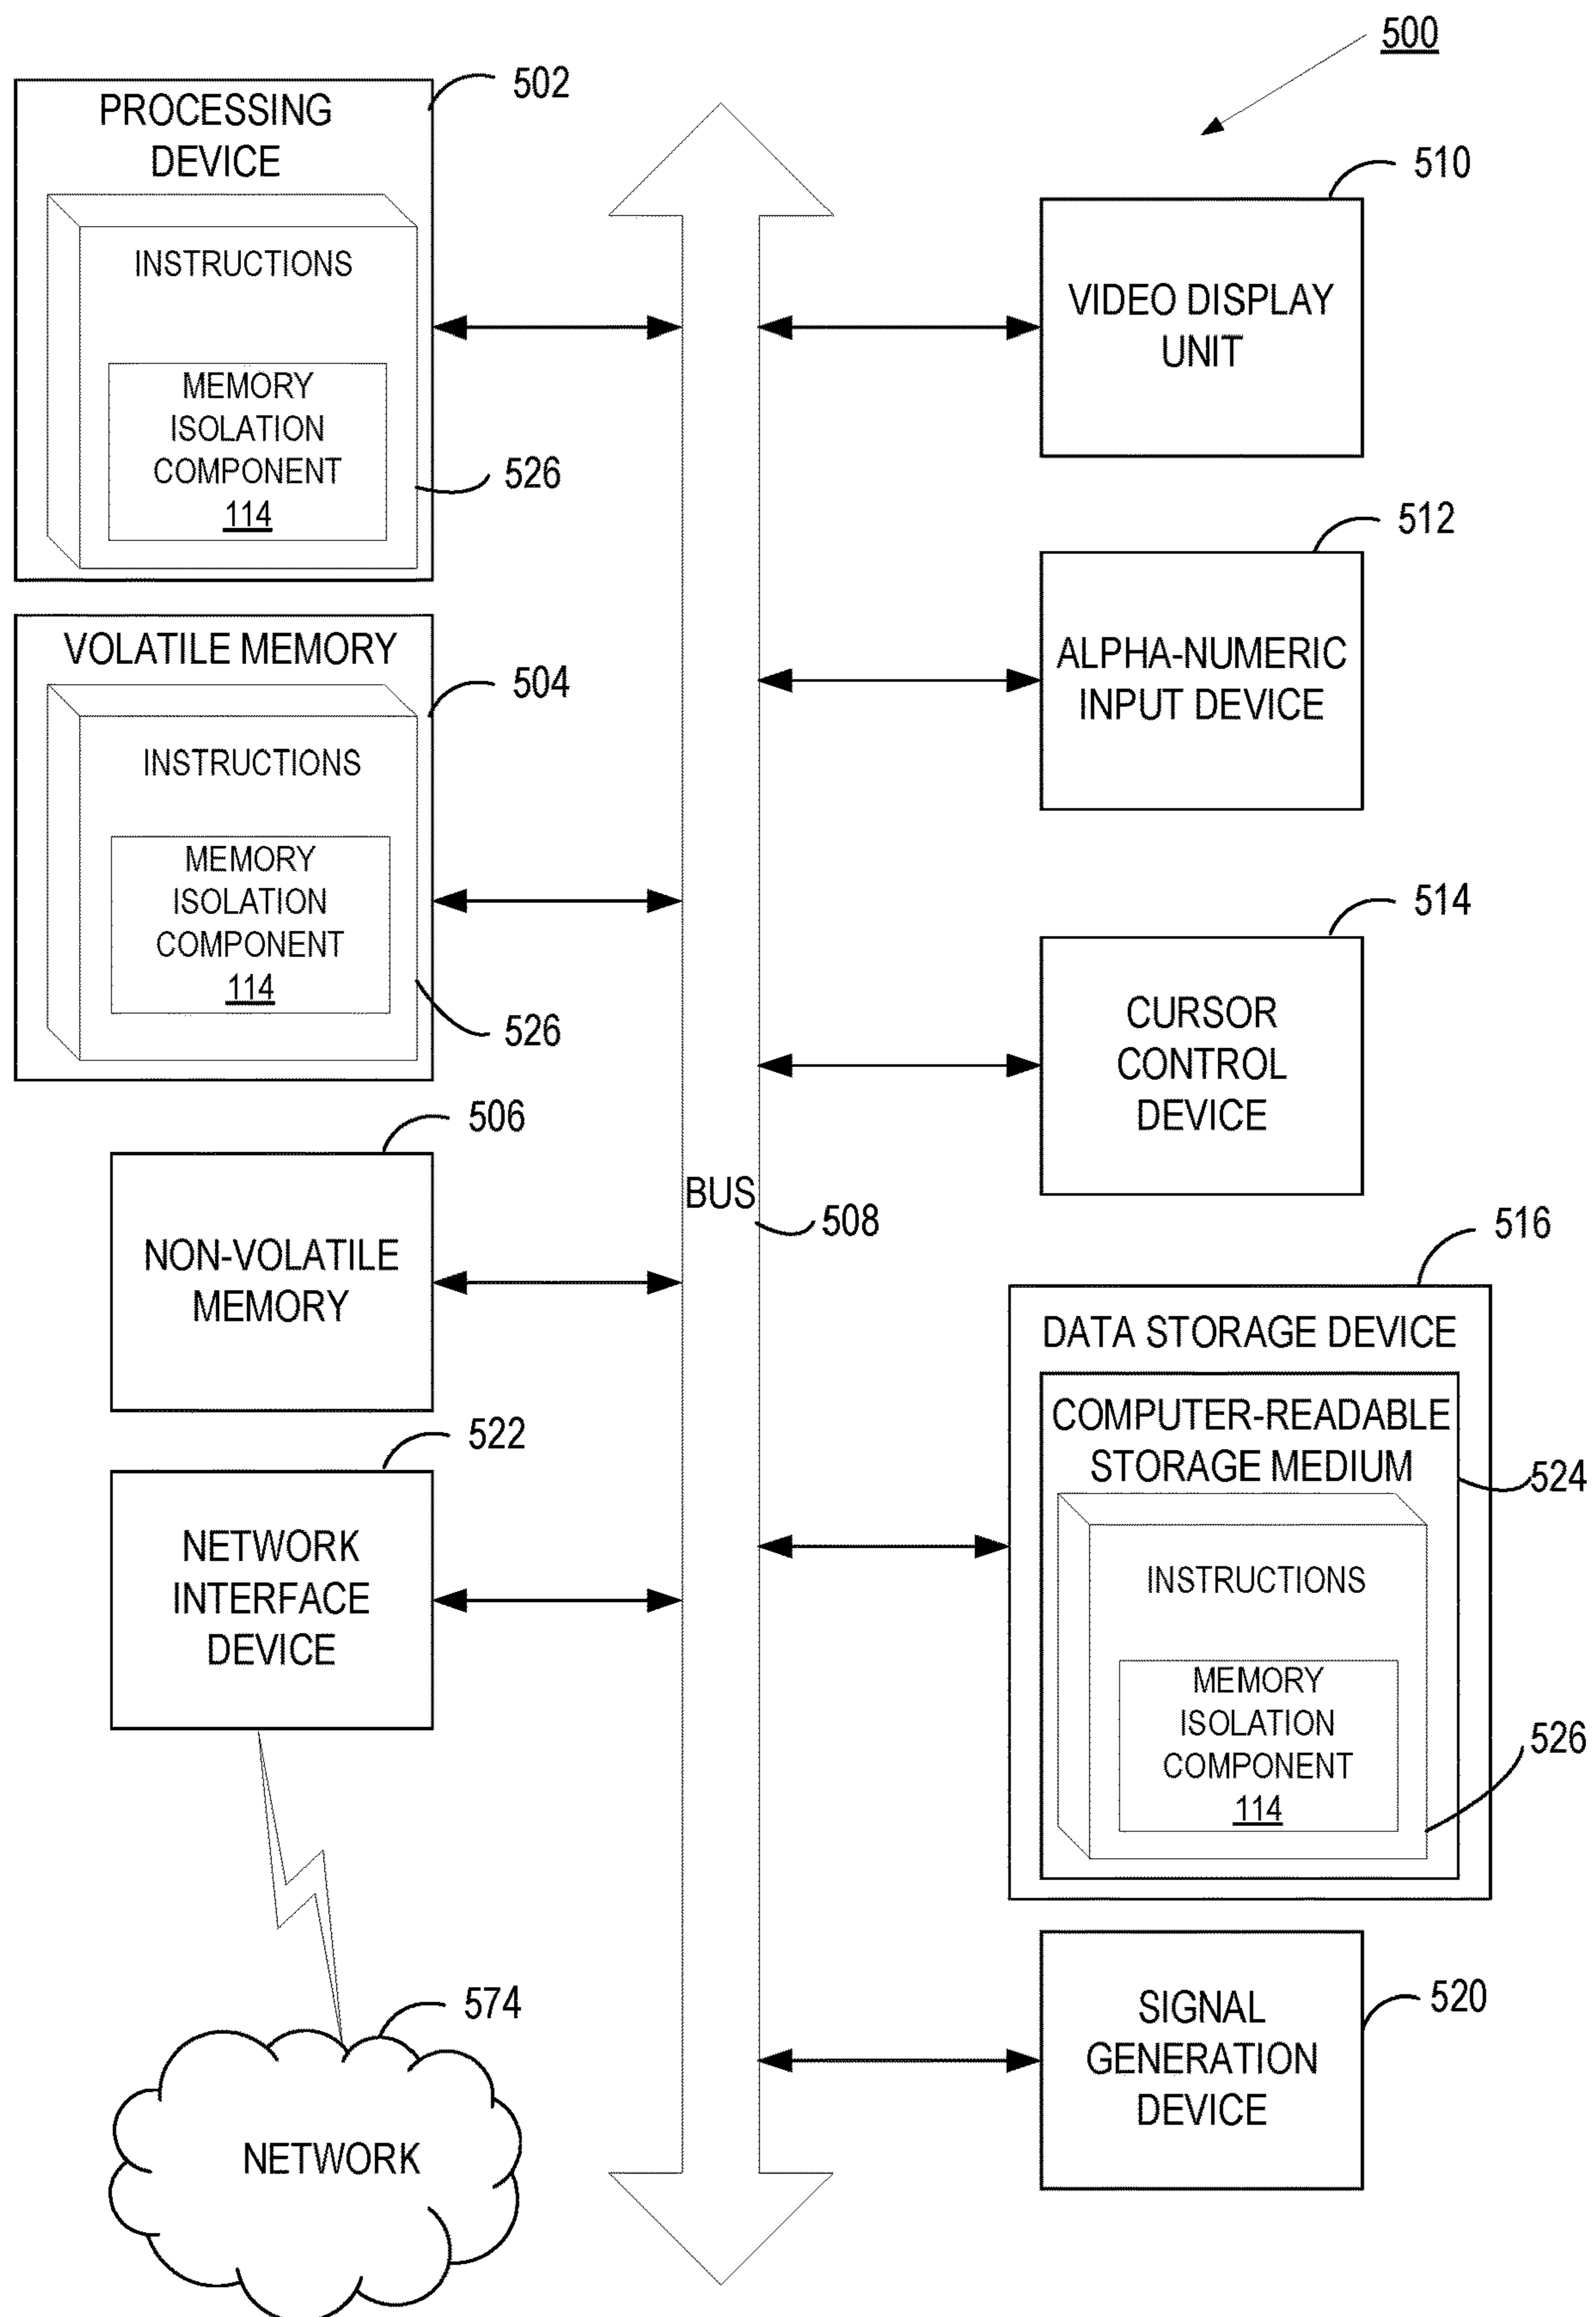 500
502
PROCESSING
DEVICE
INSTRUCTIONS
MEMORY
ISOLATION
COMPONENT
114
526
VOLATILE MEMORY
504
INSTRUCTIONS
MEMORY
ISOLATION
COMPONENT
114
526
506
NON-VOLATILE
MEMORY
522
NETWORK
INTERFACE
DEVICE
574
NETWORK
BUS
508
510
VIDEO DISPLAY
UNIT
512
ALPHA-NUMERIC
INPUT DEVICE
514
CURSOR
CONTROL
DEVICE
516
DATA STORAGE DEVICE
COMPUTER-READABLE
STORAGE MEDIUM
524
INSTRUCTIONS
MEMORY
ISOLATION
COMPONENT
114
526
520
SIGNAL
GENERATION
DEVICE